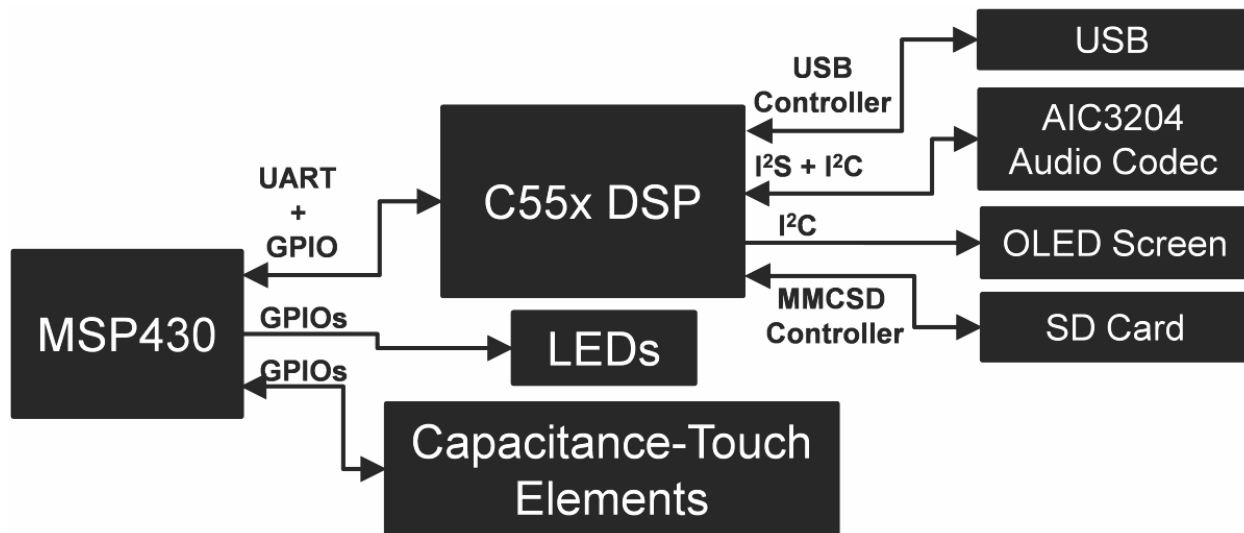 USB
USB
Controller
AIC3204
Audio Codec
I²S + I²C
C55x DSP
UART
+
GPIO
I²C
OLED Screen
MSP430
GPIOs
LEDs
MMCSD
Controller
SD Card
GPIOs
Capacitance-Touch
Elements